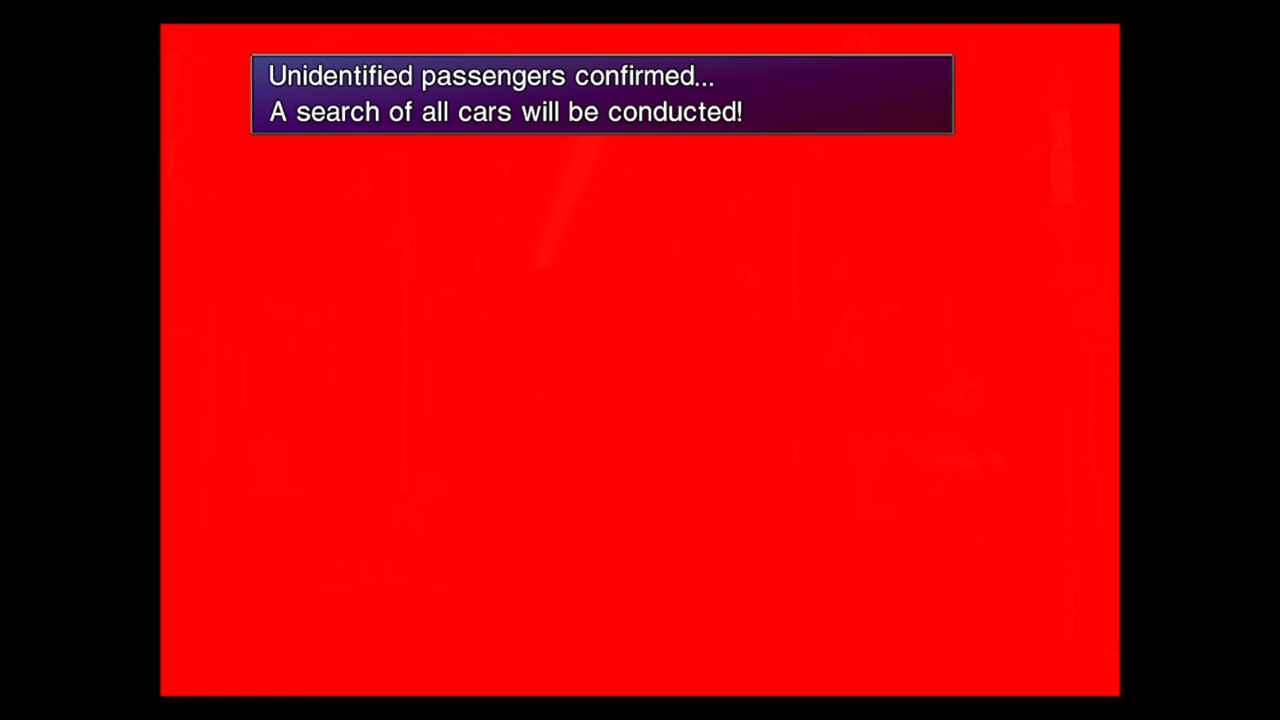 Unidentified passengers confirmed...
A search of all cars will be conducted!